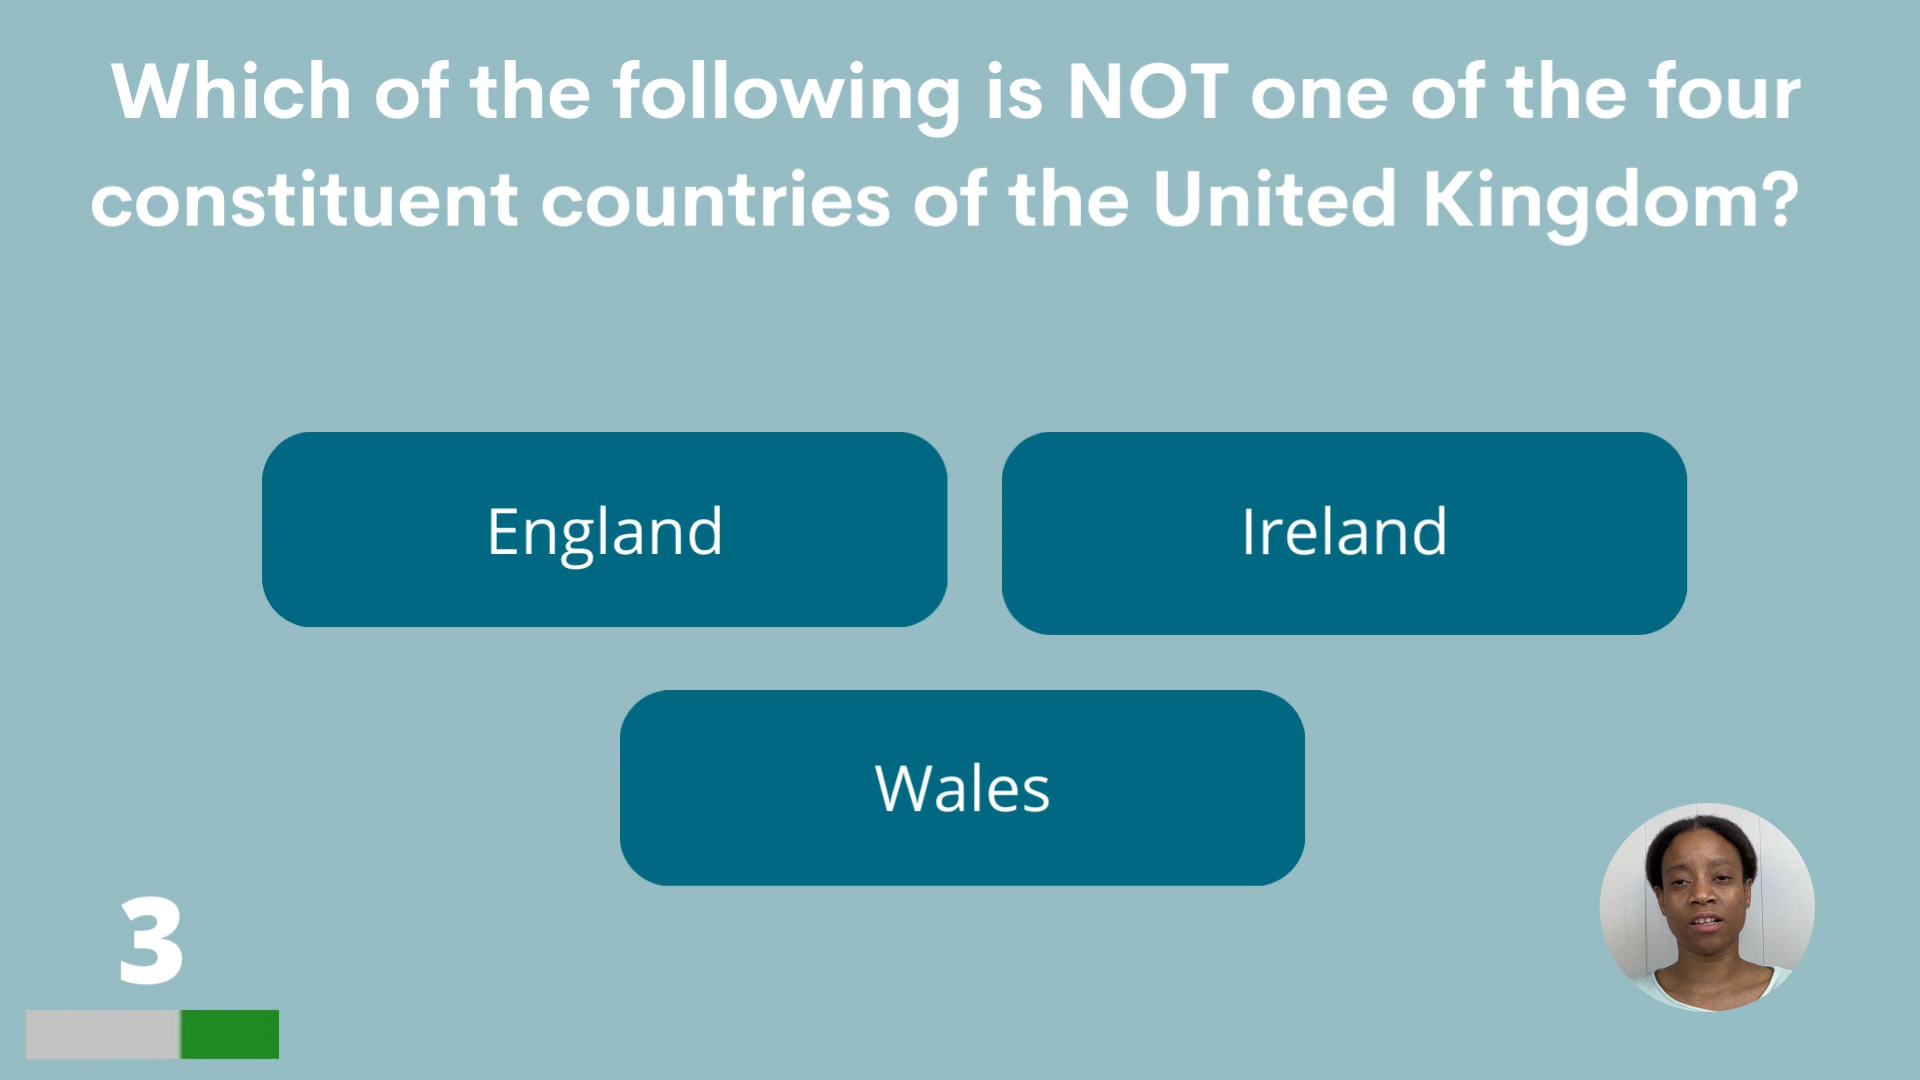 Which of the following is NOT one of the four
constituent countries of the United Kingdom?
England
Ireland
Wales
3